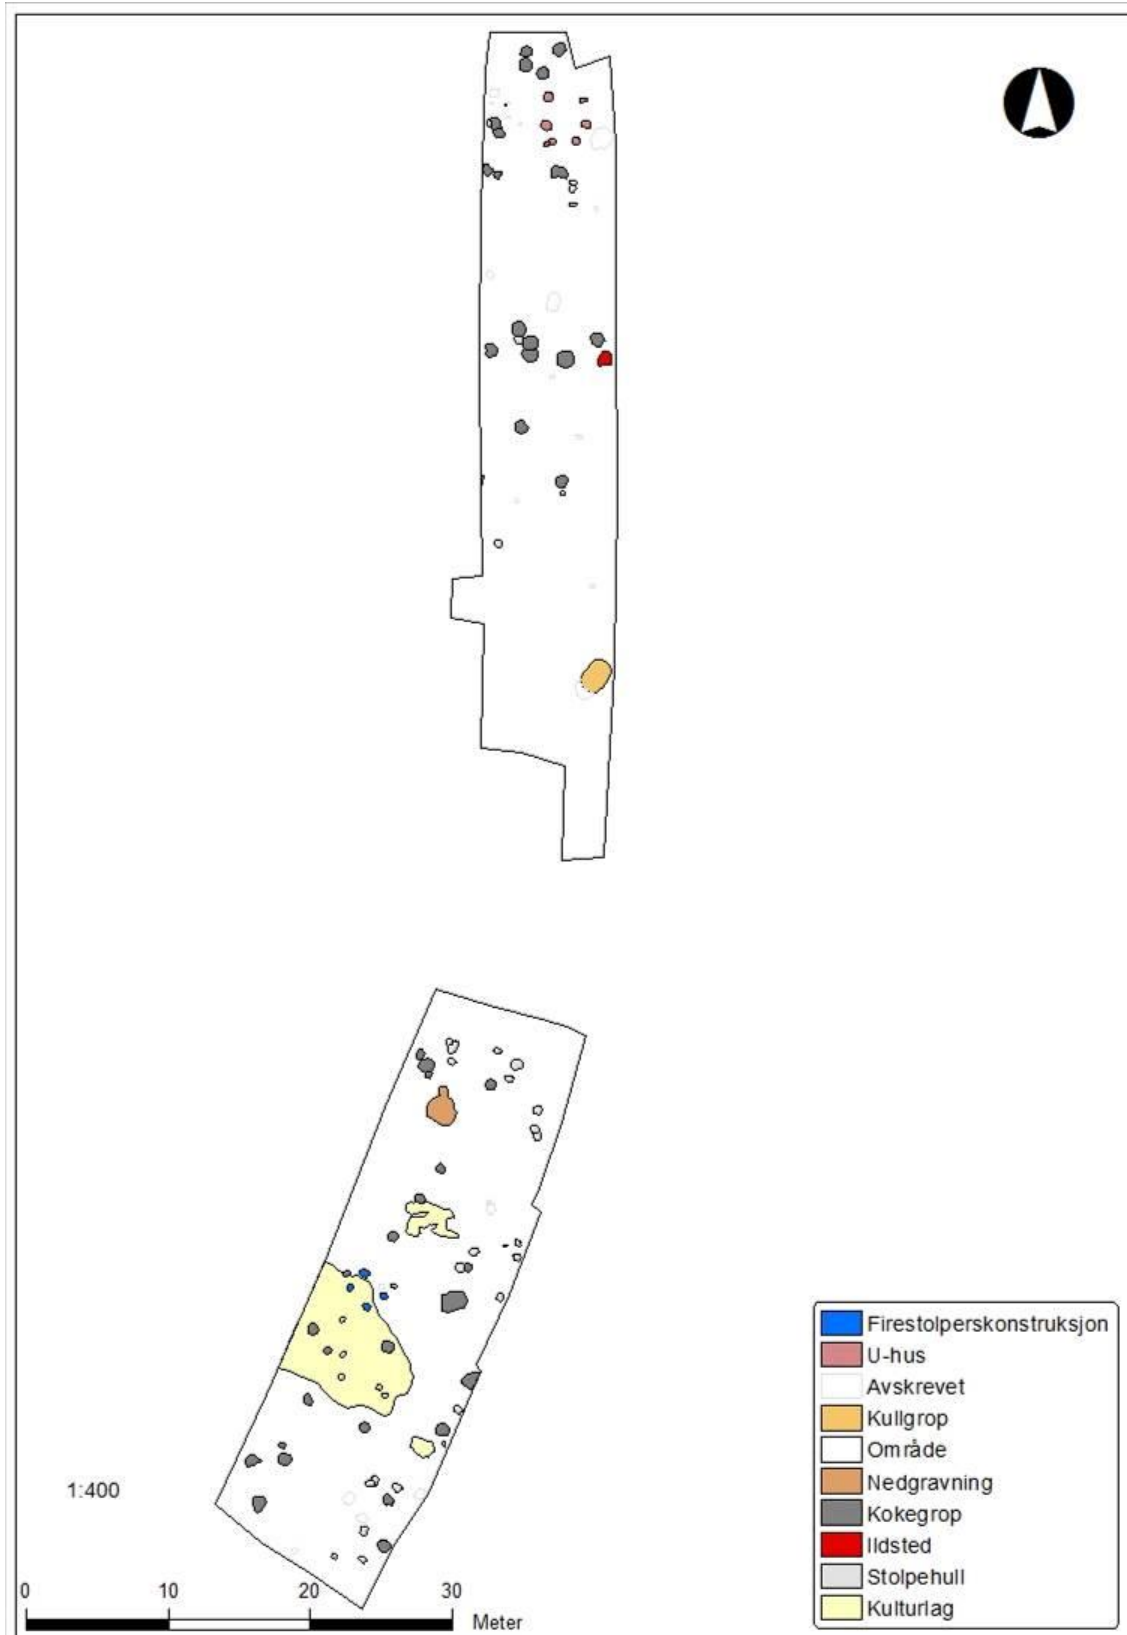 Firestolperskonstruksjon
U-hus
Avskrevet
Kullgrop
Område
Nedgravning
Kokegrop
Ildsted
Stolpehull
Kulturlag
1:400
0 10 20 30
Meter